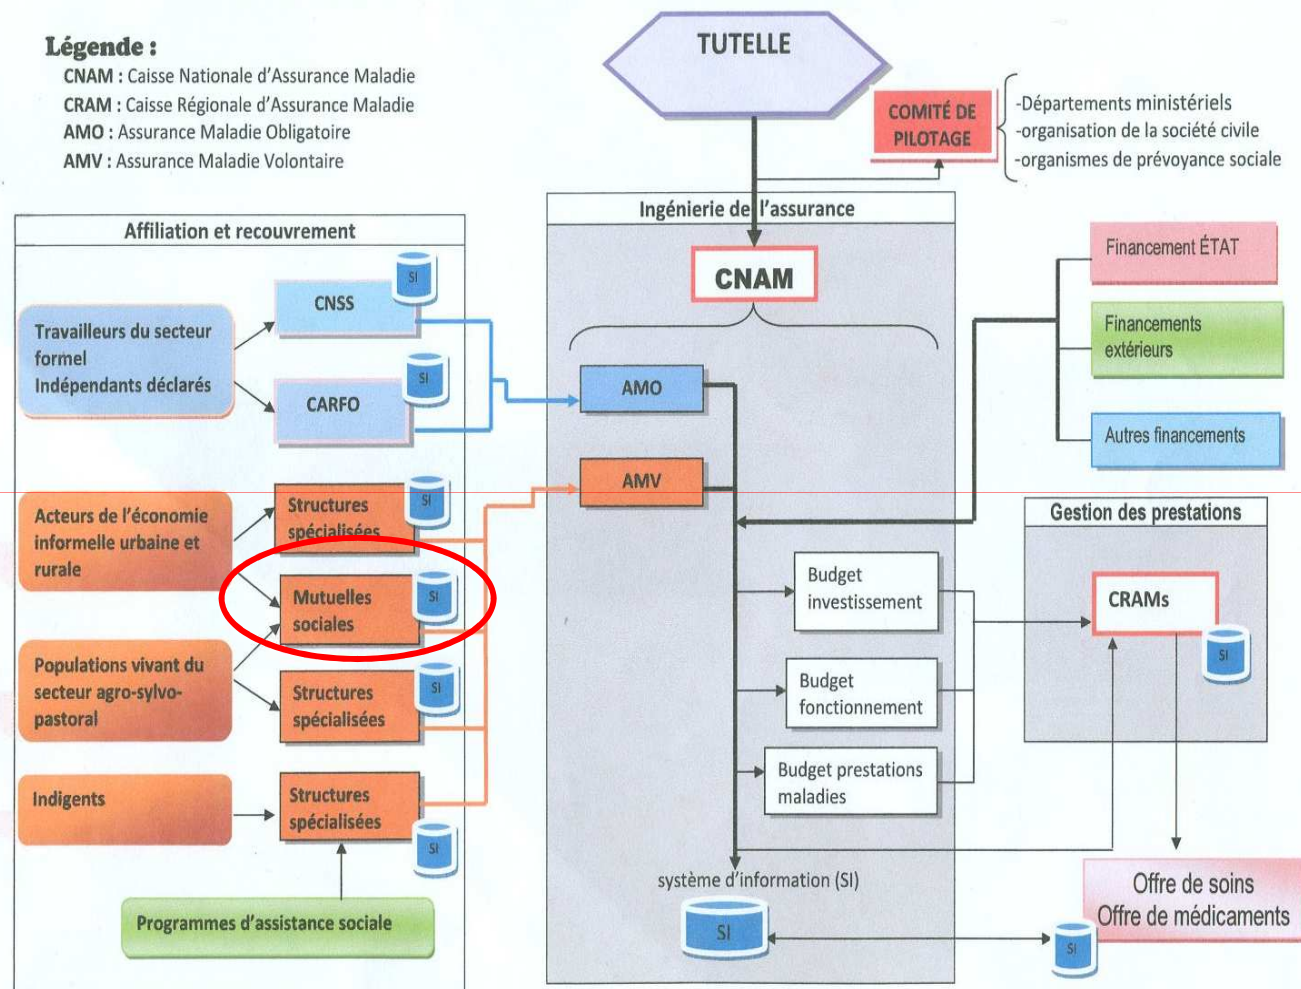 Légende :
CNAM : Caisse Nationale d'Assurance Maladie
CRAM : Caisse Régionale d'Assurance Maladie
AMO : Assurance Maladie Obligatoire
AMV : Assurance Maladie Volontaire
TUTELLE
COMITÉ DE
PILOTAGE
-Départements ministériels
-organisation de la société civile
-organismes de prévoyance sociale
Affiliation et recouvrement
Travailleurs du secteur
formel
Indépendants déclarés
CNSS
SI
CARFO
SI
Acteurs de l'économie
informelle urbaine et
rurale
Structures
spécialisées
SI
Mutuelles
sociales
SI
Populations vivant du
secteur agro-sylvo-
pastoral
Structures
spécialisées
SI
Indigents
Structures
spécialisées
SI
Programmes d'assistance sociale
Ingénierie de l'assurance
CNAM
AMO
AMV
Budget
investissement
Budget
fonctionnement
Budget prestations
maladies
système d'information (SI)
SI
Financement ÉTAT
Financements
extérieurs
Autres financements
Gestion des prestations
CRAMs
SI
Offre de soins
Offre de médicaments
SI